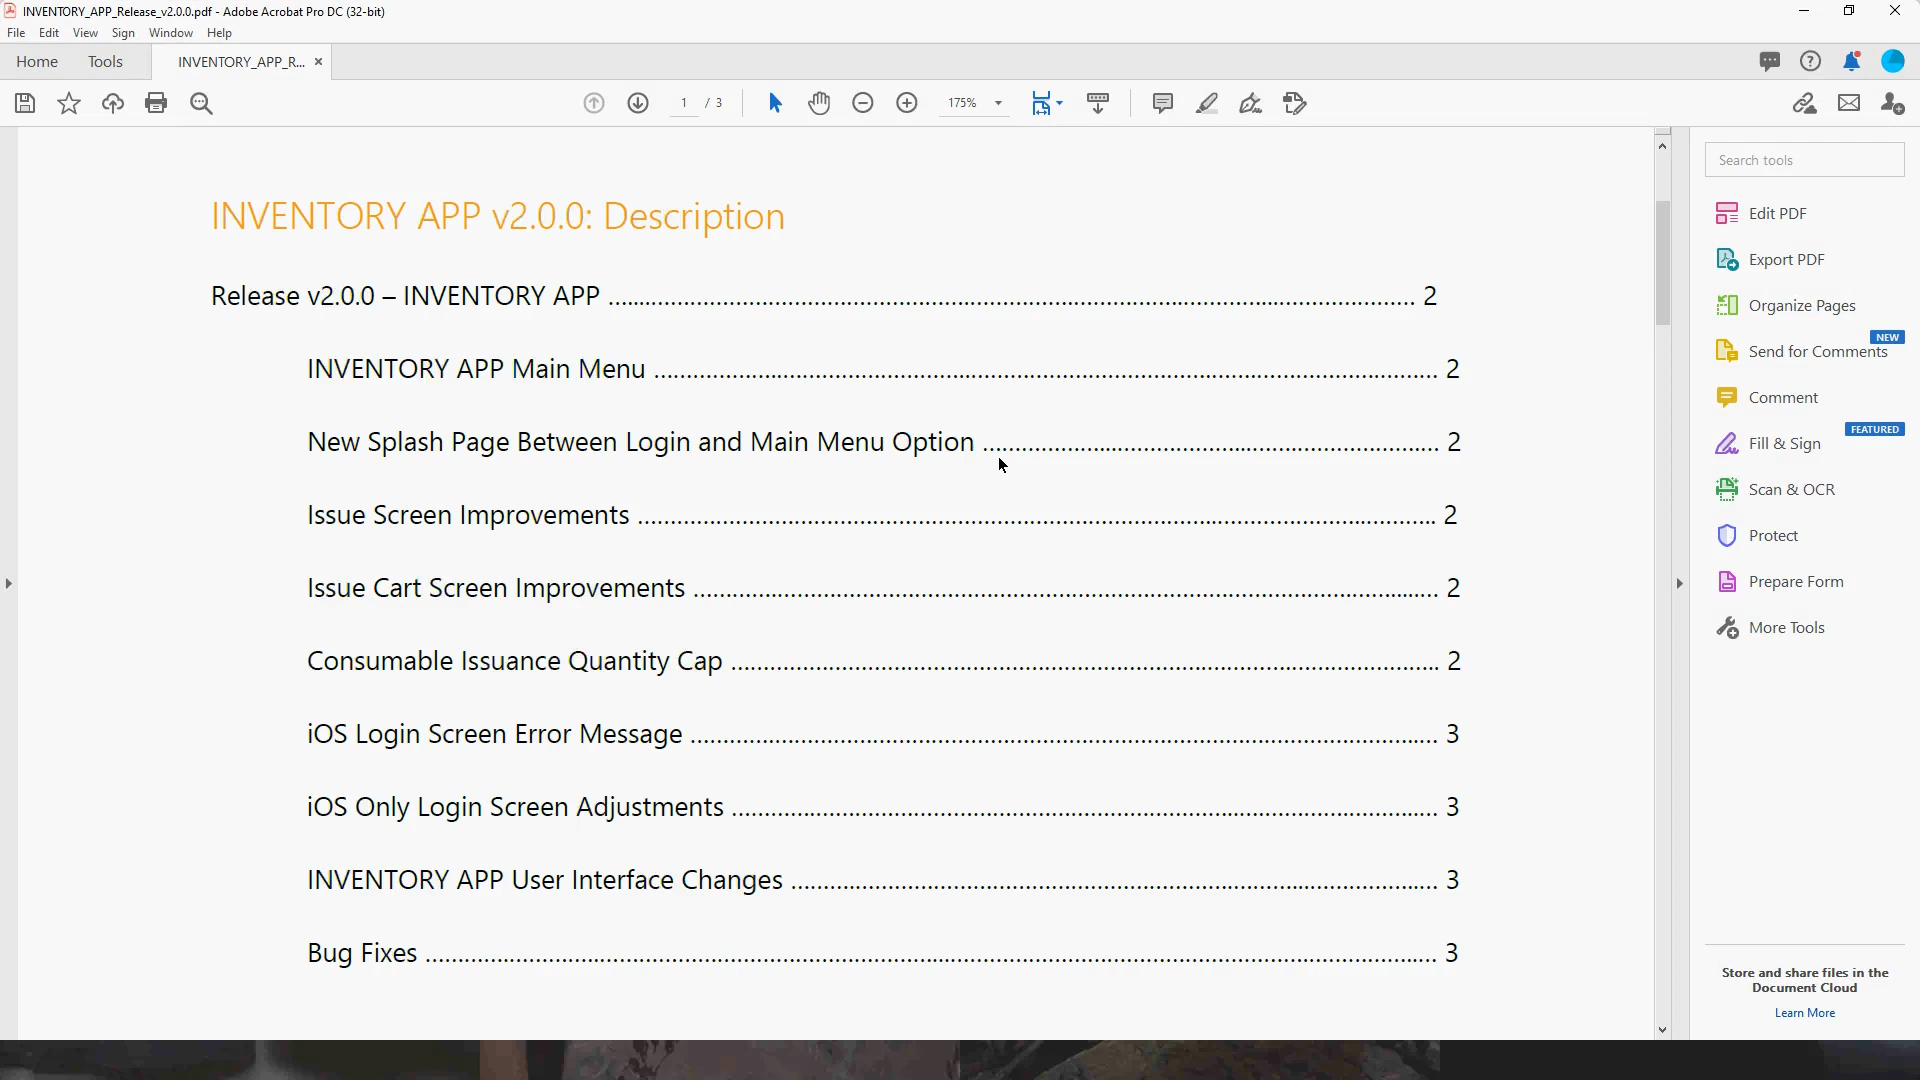 INVENTORY_APP_Release_v2.0.0.pdf - Adobe Acrobat Pro DC (32-bit)
File Edit View Sign Window Help
Home Tools INVENTORY_APP_R... ×
1 / 3 175%
Search tools
INVENTORY APP v2.0.0: Description
Release v2.0.0 – INVENTORY APP ........................................ 2
INVENTORY APP Main Menu ........................................ 2
New Splash Page Between Login and Main Menu Option ........................................ 2
Issue Screen Improvements ........................................ 2
Issue Cart Screen Improvements ........................................ 2
Consumable Issuance Quantity Cap ........................................ 2
iOS Login Screen Error Message ........................................ 3
iOS Only Login Screen Adjustments ........................................ 3
INVENTORY APP User Interface Changes ........................................ 3
Bug Fixes ........................................ 3
Edit PDF
Export PDF
Organize Pages
NEW
Send for Comments
Comment
FEATURED
Fill & Sign
Scan & OCR
Protect
Prepare Form
More Tools
Store and share files in the
Document Cloud
Learn More